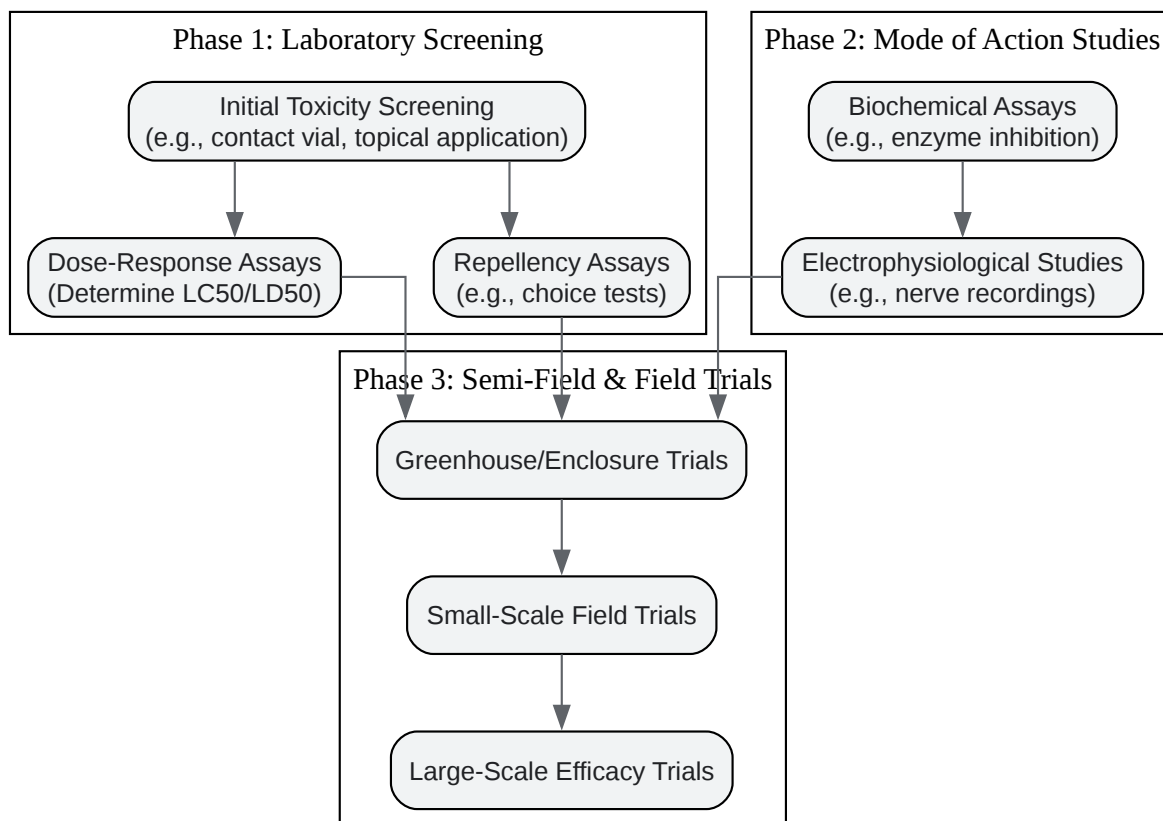 Phase 1: Laboratory Screening
Initial Toxicity Screening
(e.g., contact vial, topical application)
Dose-Response Assays
(Determine LC50/LD50)
Repellency Assays
(e.g., choice tests)
Phase 2: Mode of Action Studies
Biochemical Assays
(e.g., enzyme inhibition)
Electrophysiological Studies
(e.g., nerve recordings)
Phase 3: Semi-Field & Field Trials
Greenhouse/Enclosure Trials
Small-Scale Field Trials
Large-Scale Efficacy Trials